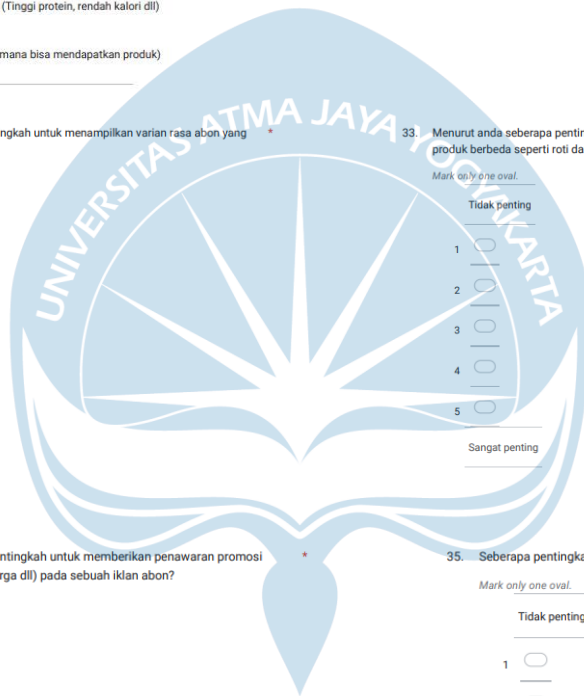 (Tinggi protein, rendah kalori dll)
mana bisa mendapatkan produk)
ngkah untuk menampilkan varian rasa abon yang *
UNIVERSITAS ATMA JAYA YOGYAKARTA
33. Menurut anda seberapa pentin
produk berbeda seperti roti da
Mark only one oval.
Tidak penting
1
2
3
4
5
Sangat penting
ntingkah untuk memberikan penawaran promosi *
rga dll) pada sebuah iklan abon?
35. Seberapa pentingka
Mark only one oval.
Tidak penting
1